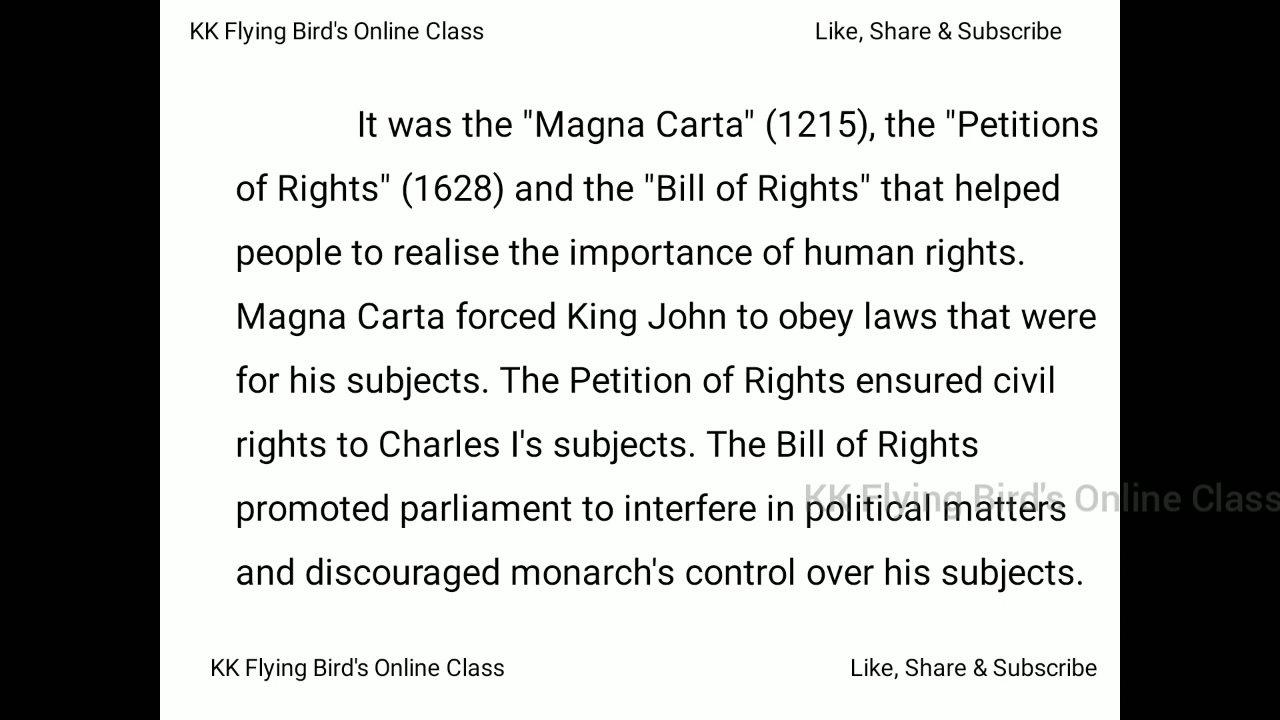 KK Flying Bird's Online Class Like, Share & Subscribe
It was the "Magna Carta" (1215), the "Petitions
of Rights" (1628) and the "Bill of Rights" that helped
people to realise the importance of human rights.
Magna Carta forced King John to obey laws that were
for his subjects. The Petition of Rights ensured civil
rights to Charles I's subjects. The Bill of Rights
KK Flying Bird's Online Class
promoted parliament to interfere in political matters
and discouraged monarch's control over his subjects.
KK Flying Bird's Online Class Like, Share & Subscribe